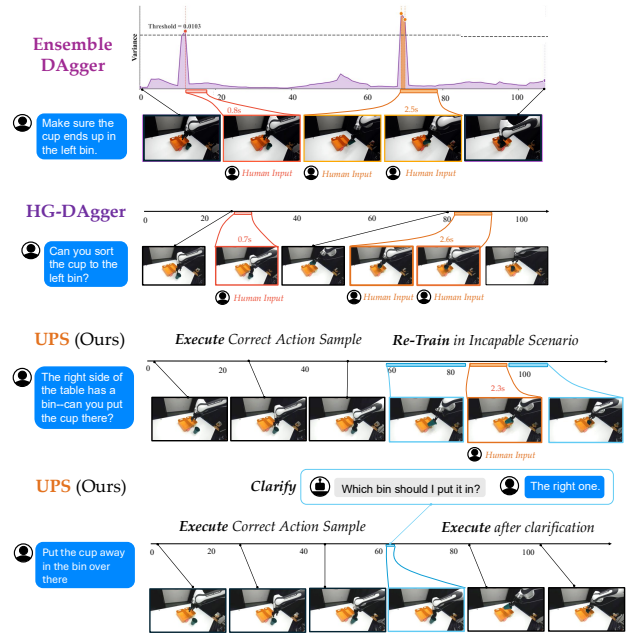 Threshold = 0.0103
Ensemble
DAgger
Variance
0 20 40 60 80 100
0.8s
2.5s
Make sure the
cup ends up in
the left bin.
Human Input
Human Input
Human Input
HG-DAgger
0 20 40 60 80 100
Can you sort
the cup to the
left bin?
0.7s
2.6s
Human Input
Human Input
Human Input
UPS (Ours)
Execute Correct Action Sample
Re-Train in Incapable Scenario
The right side of
the table has a
bin--can you put
the cup there?
0 20 40 60 80 100
2.3s
Human Input
Clarify
Which bin should I put it in?
The right one.
UPS (Ours)
Execute Correct Action Sample
Execute after clarification
Put the cup away
in the bin over
there
0 20 40 60 80 100